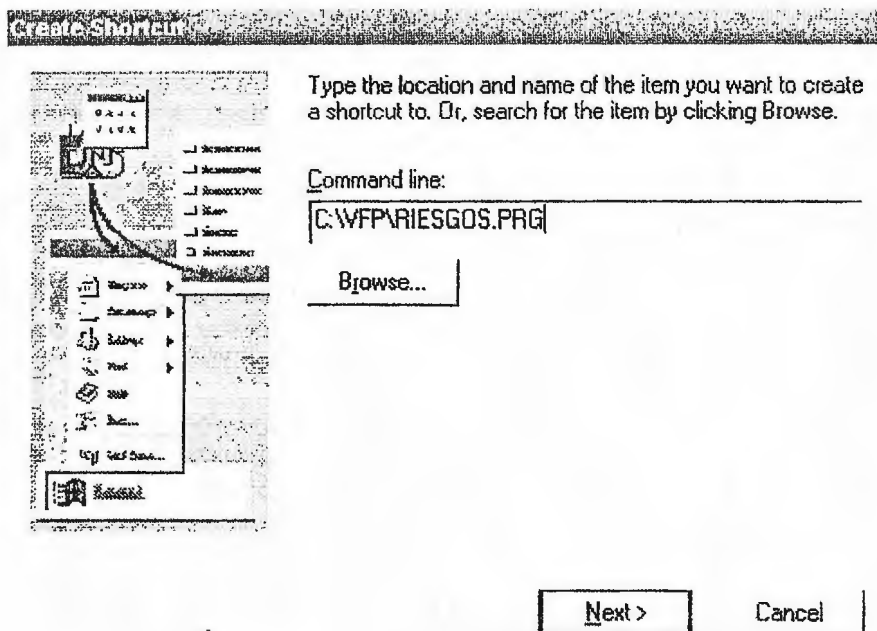 Create Shortcut
Type the location and name of the item you want to create
a shortcut to. Or, search for the item by clicking Browse.
Command line:
C:\VFP\RIESGOS.PRG
Browse...
Next >
Cancel